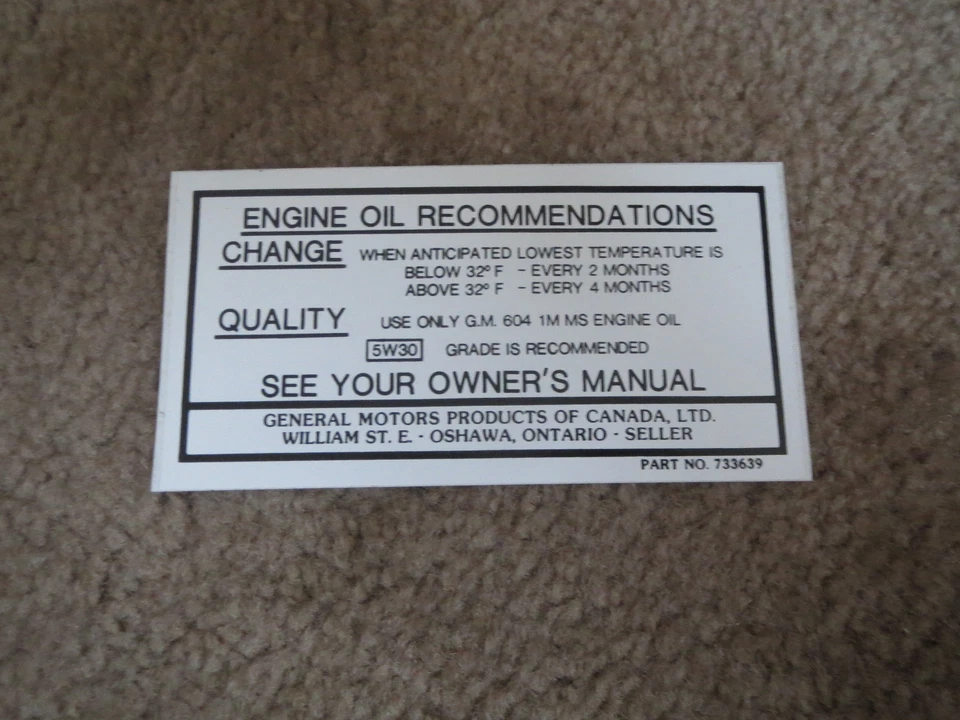 ENGINE OIL RECOMMENDATIONS
CHANGE WHEN ANTICIPATED LOWEST TEMPERATURE IS
BELOW 32° F - EVERY 2 MONTHS
ABOVE 32° F - EVERY 4 MONTHS
QUALITY USE ONLY G.M. 604 1M MS ENGINE OIL
5W30 GRADE IS RECOMMENDED
SEE YOUR OWNER'S MANUAL
GENERAL MOTORS PRODUCTS OF CANADA, LTD.
WILLIAM ST. E. - OSHAWA, ONTARIO - SELLER
PART NO. 733639